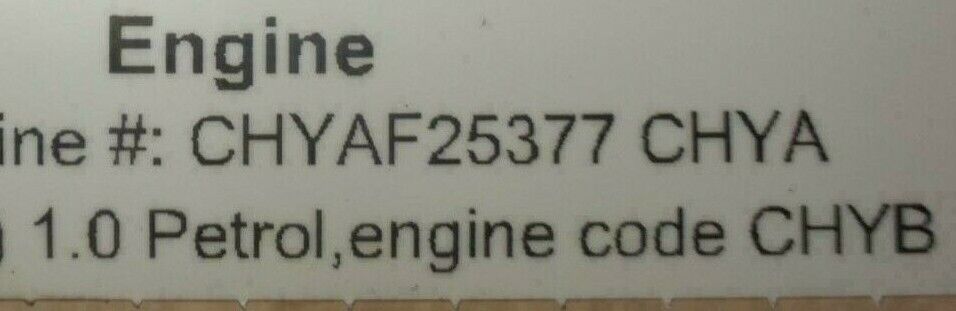 Engine
ine #: CHYAF25377 CHYA
) 1.0 Petrol,engine code CHYB